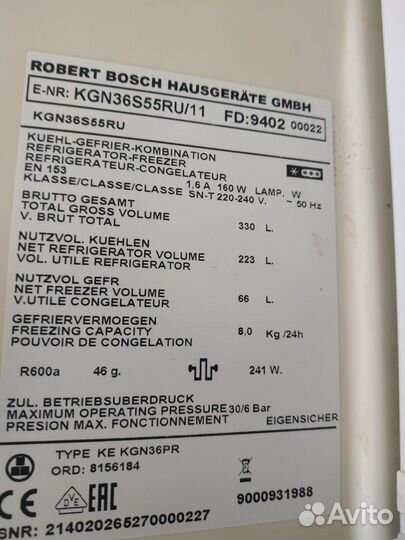 ROBERT BOSCH HAUSGERÄTE GMBH
E-NR: KGN36S55RU/11 FD:9402 00022
KGN36S55RU
KUEHL-GEFRIER-KOMBINATION
REFRIGERATOR-FREEZER
REFRIGERATEUR-CONGELATEUR
EN 153 1,6 A 160 W LAMP. W
KLASSE/CLASSE/CLASSE SN-T 220-240 V. ~ 50 Hz
BRUTTO GESAMT
TOTAL GROSS VOLUME 330 L.
V. BRUT TOTAL
NUTZVOL. KUEHLEN
NET REFRIGERATOR VOLUME 223 L.
VOL. UTILE REFRIGERATOR
NUTZVOL GEFR
NET FREEZER VOLUME 66 L.
V.UTILE CONGELATEUR
GEFRIERVERMOEGEN
FREEZING CAPACITY 8,0 Kg /24h
POUVOIR DE CONGELATION
R600a 46 g. 241 W.
ZUL. BETRIEBSUBERDRUCK
MAXIMUM OPERATING PRESSURE 30/6 Bar
PRESION MAX. FONCTIONNEMENT EIGENSICHER
TYPE KE KGN36PR
ORD: 8156184
CE DVE EAC 9000931988
SNR: 214020265270000227
Avito